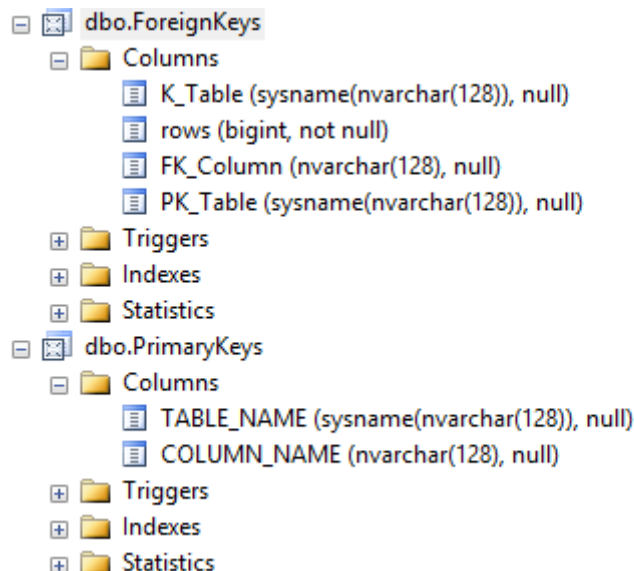 dbo.ForeignKeys
Columns
K_Table (sysname(nvarchar(128)), null)
rows (bigint, not null)
FK_Column (nvarchar(128), null)
PK_Table (sysname(nvarchar(128)), null)
Triggers
Indexes
Statistics
dbo.PrimaryKeys
Columns
TABLE_NAME (sysname(nvarchar(128)), null)
COLUMN_NAME (nvarchar(128), null)
Triggers
Indexes
Statistics